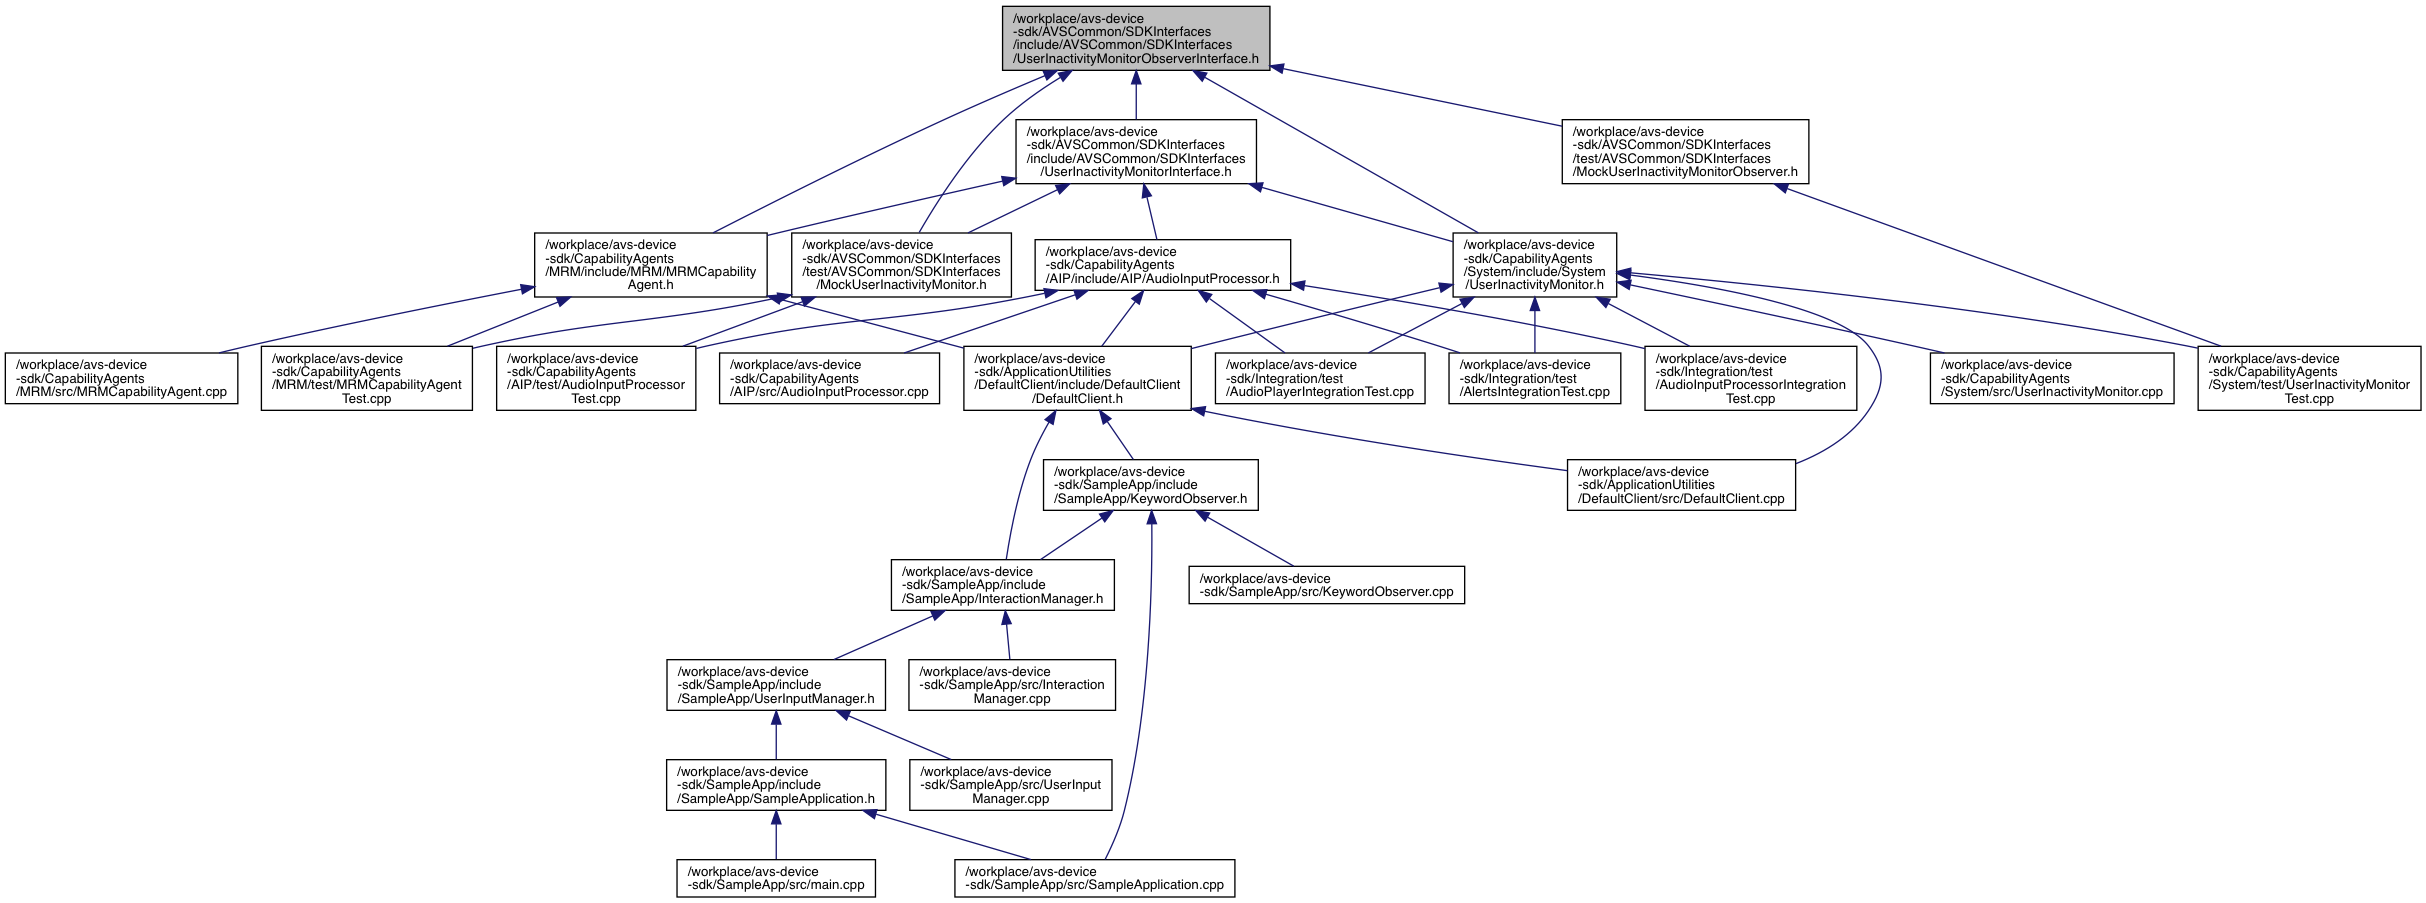 /workplace/avs-device
-sdk/AVSCommon/SDKInterfaces
/include/AVSCommon/SDKInterfaces
/UserInactivityMonitorObserverInterface.h
/workplace/avs-device
-sdk/AVSCommon/SDKInterfaces
/include/AVSCommon/SDKInterfaces
/UserInactivityMonitorInterface.h
/workplace/avs-device
-sdk/AVSCommon/SDKInterfaces
/test/AVSCommon/SDKInterfaces
/MockUserInactivityMonitorObserver.h
/workplace/avs-device
-sdk/CapabilityAgents
/MRM/include/MRM/MRMCapability
Agent.h
/workplace/avs-device
-sdk/AVSCommon/SDKInterfaces
/test/AVSCommon/SDKInterfaces
/MockUserInactivityMonitor.h
/workplace/avs-device
-sdk/CapabilityAgents
/AIP/include/AIP/AudioInputProcessor.h
/workplace/avs-device
-sdk/CapabilityAgents
/System/include/System
/UserInactivityMonitor.h
/workplace/avs-device
-sdk/CapabilityAgents
/MRM/src/MRMCapabilityAgent.cpp
/workplace/avs-device
-sdk/CapabilityAgents
/MRM/test/MRMCapabilityAgent
Test.cpp
/workplace/avs-device
-sdk/CapabilityAgents
/AIP/test/AudioInputProcessor
Test.cpp
/workplace/avs-device
-sdk/CapabilityAgents
/AIP/src/AudioInputProcessor.cpp
/workplace/avs-device
-sdk/ApplicationUtilities
/DefaultClient/include/DefaultClient
/DefaultClient.h
/workplace/avs-device
-sdk/Integration/test
/AudioPlayerIntegrationTest.cpp
/workplace/avs-device
-sdk/Integration/test
/AlertsIntegrationTest.cpp
/workplace/avs-device
-sdk/Integration/test
/AudioInputProcessorIntegration
Test.cpp
/workplace/avs-device
-sdk/CapabilityAgents
/System/src/UserInactivityMonitor.cpp
/workplace/avs-device
-sdk/CapabilityAgents
/System/test/UserInactivityMonitor
Test.cpp
/workplace/avs-device
-sdk/SampleApp/include
/SampleApp/KeywordObserver.h
/workplace/avs-device
-sdk/ApplicationUtilities
/DefaultClient/src/DefaultClient.cpp
/workplace/avs-device
-sdk/SampleApp/include
/SampleApp/InteractionManager.h
/workplace/avs-device
-sdk/SampleApp/src/KeywordObserver.cpp
/workplace/avs-device
-sdk/SampleApp/include
/SampleApp/UserInputManager.h
/workplace/avs-device
-sdk/SampleApp/src/Interaction
Manager.cpp
/workplace/avs-device
-sdk/SampleApp/include
/SampleApp/SampleApplication.h
/workplace/avs-device
-sdk/SampleApp/src/UserInput
Manager.cpp
/workplace/avs-device
-sdk/SampleApp/src/main.cpp
/workplace/avs-device
-sdk/SampleApp/src/SampleApplication.cpp